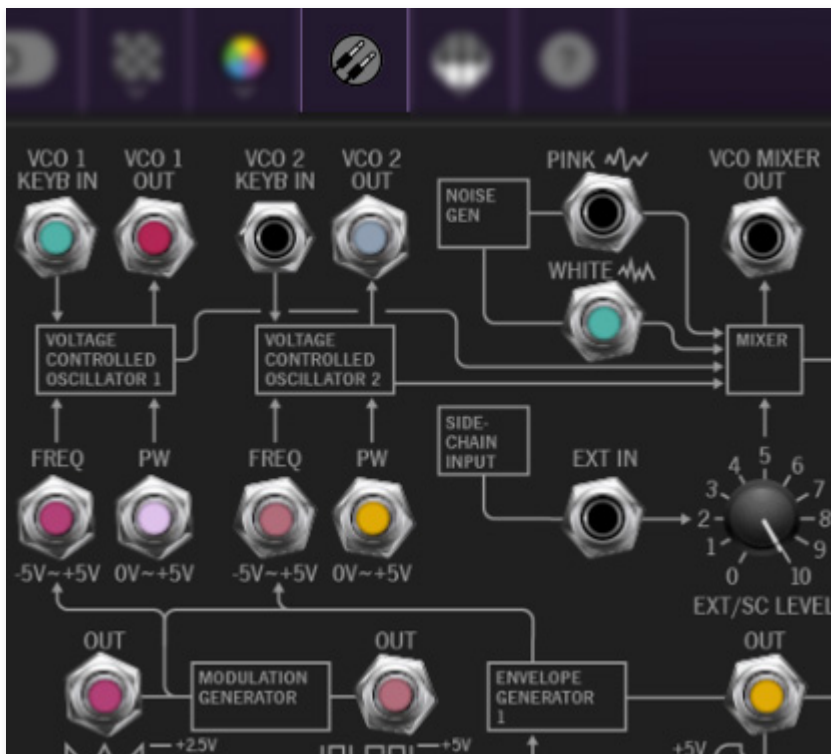 ?
VCO 1
KEYB IN
VCO 1
OUT
VCO 2
KEYB IN
VCO 2
OUT
PINK
VCO MIXER
OUT
NOISE
GEN
WHITE
VOLTAGE
CONTROLLED
OSCILLATOR 1
VOLTAGE
CONTROLLED
OSCILLATOR 2
MIXER
SIDE-
CHAIN
INPUT
FREQ
PW
FREQ
PW
EXT IN
0 1 2 3 4 5 6 7 8 9 10
-5V~+5V
0V~+5V
-5V~+5V
0V~+5V
EXT/SC LEVEL
OUT
MODULATION
GENERATOR
OUT
ENVELOPE
GENERATOR
1
OUT
+2.5V
+5V
+5V